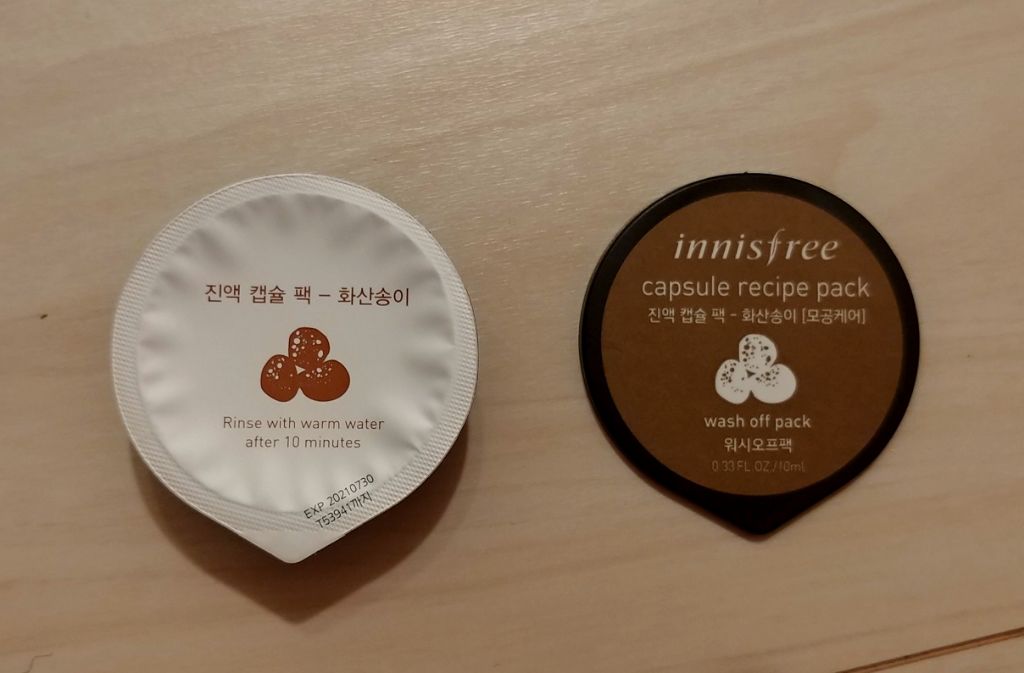 진액 캡슐 팩 – 화산송이
Rinse with warm water
after 10 minutes
EXP 20210730
T53941까지
innisfree
capsule recipe pack
진액 캡슐 팩 - 화산송이 [모공케어]
wash off pack
워시오프팩
0.33 FL.OZ./10ml